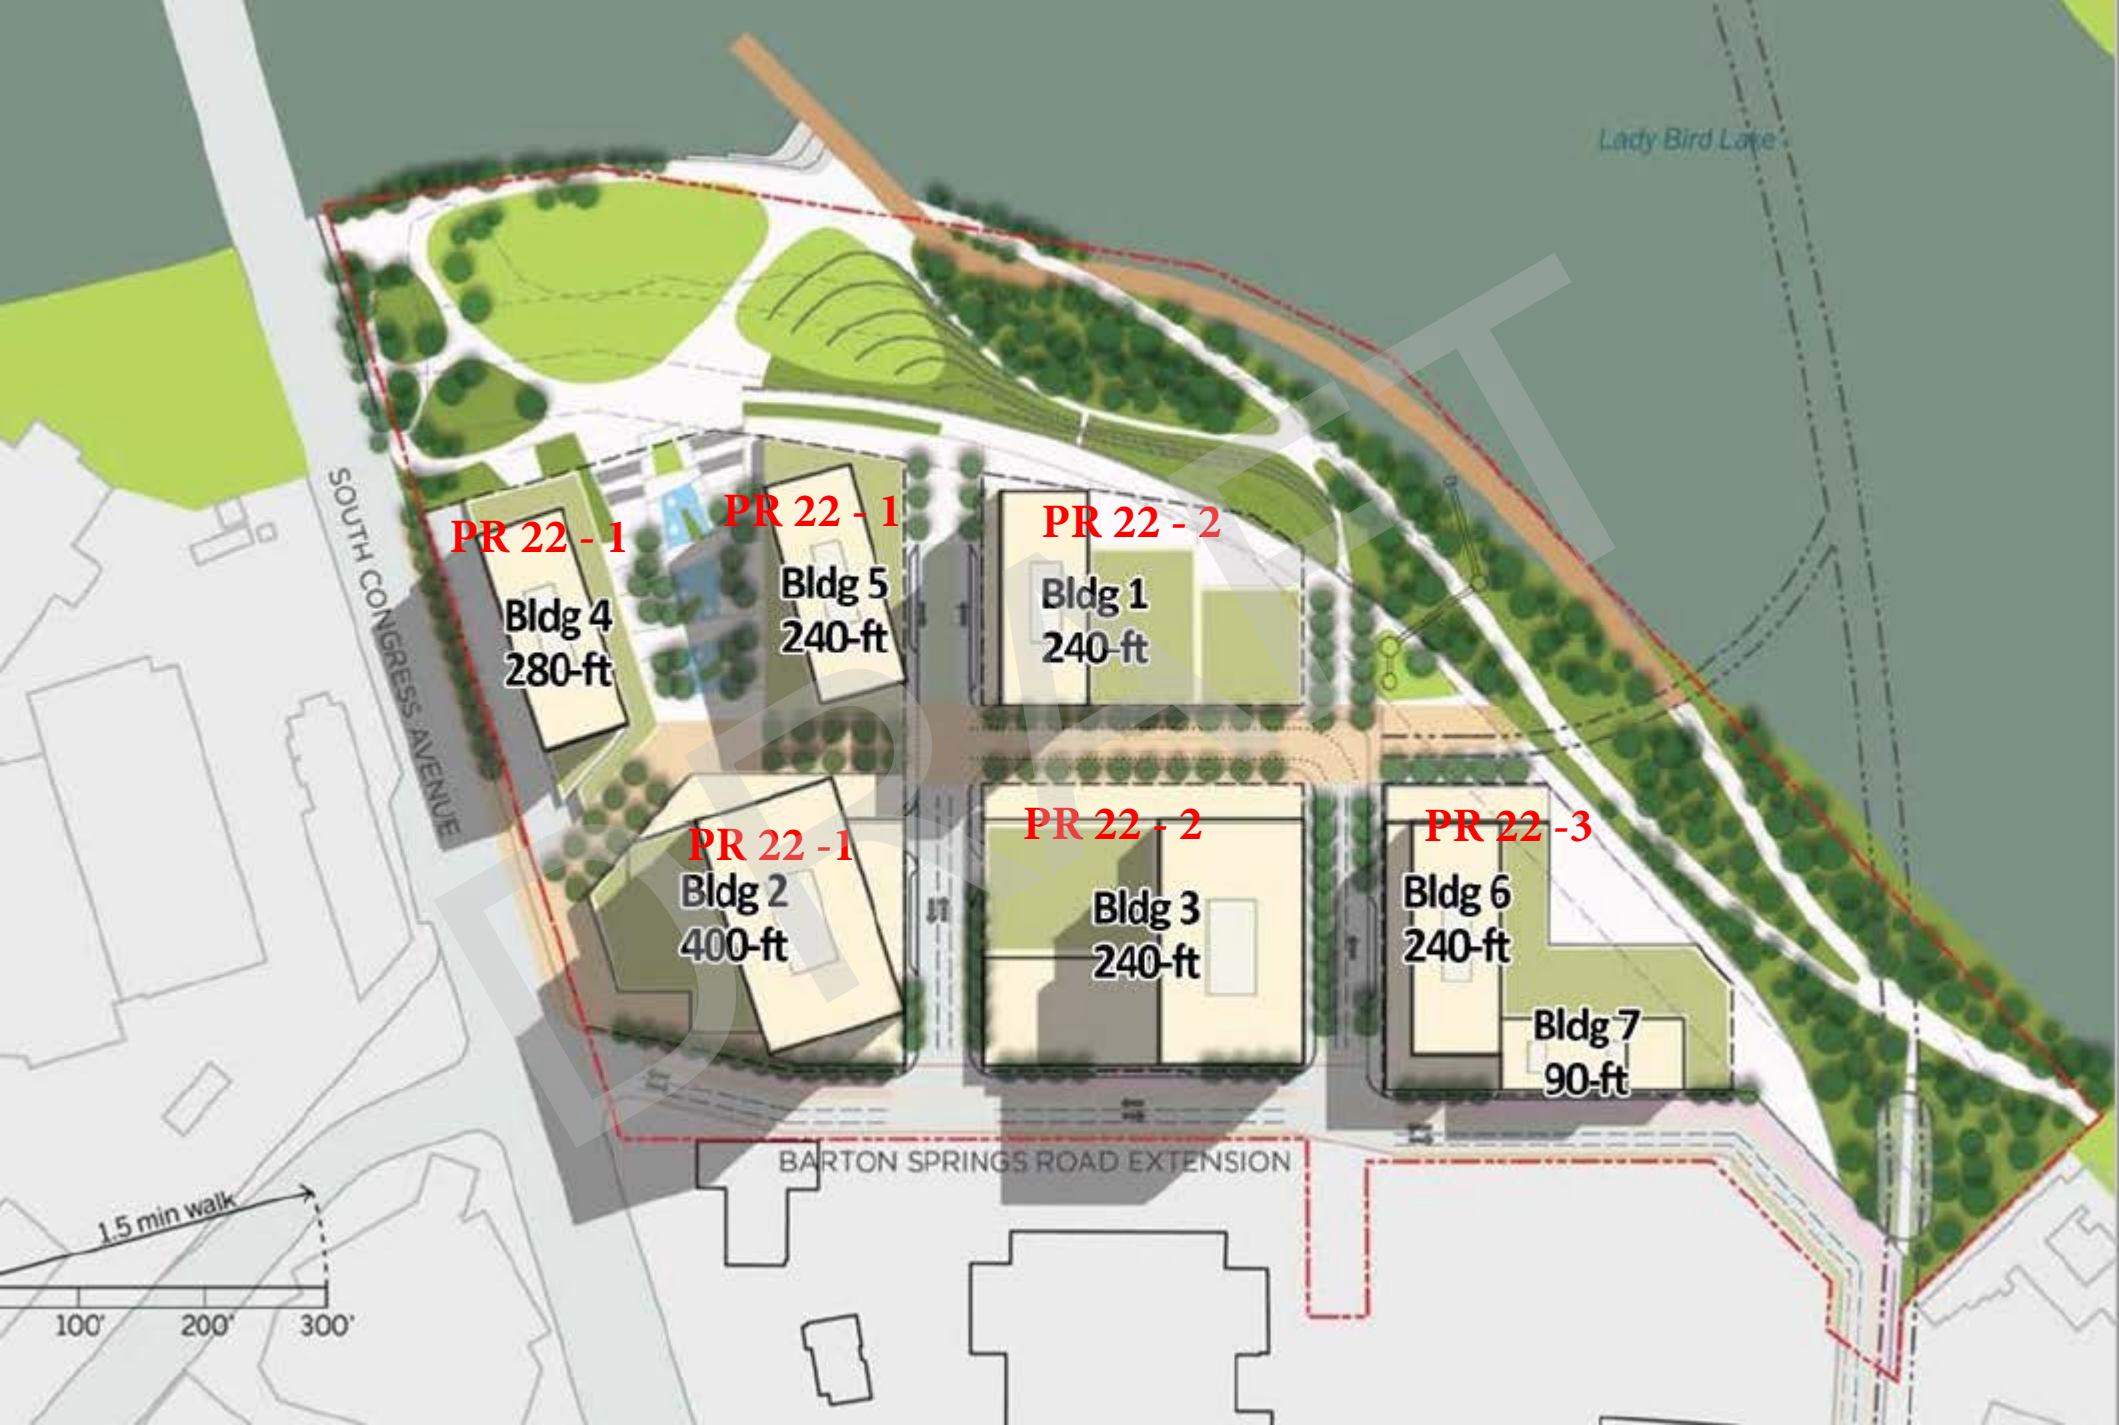 Lady Bird Lake
SOUTH CONGRESS AVENUE
PR 22 - 1
Bldg 4
280-ft
PR 22 - 1
Bldg 5
240-ft
PR 22 - 2
Bldg 1
240-ft
PR 22 -1
Bldg 2
400-ft
PR 22 - 2
Bldg 3
240-ft
PR 22 -3
Bldg 6
240-ft
Bldg 7
90-ft
BARTON SPRINGS ROAD EXTENSION
1.5 min walk
100' 200' 300'
DRAFT